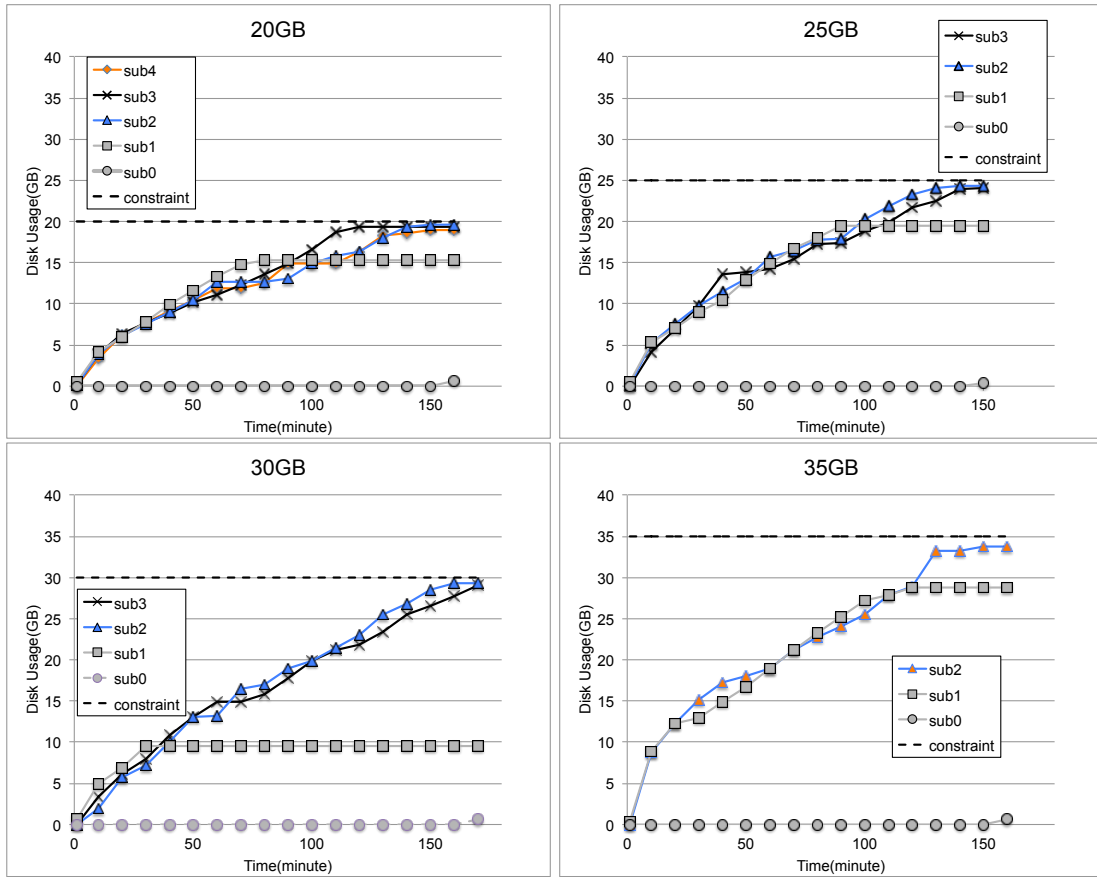 20GB
40
35
30
25
20
15
10
5
0
Disk Usage(GB)
sub4
sub3
sub2
sub1
sub0
constraint
0
50
100
150
Time(minute)
25GB
40
35
30
25
20
15
10
5
0
Disk Usage(GB)
sub3
sub2
sub1
sub0
constraint
0
50
100
150
Time(minute)
30GB
40
35
30
25
20
15
10
5
0
Disk Usage(GB)
sub3
sub2
sub1
sub0
constraint
0
50
100
150
Time(minute)
35GB
40
35
30
25
20
15
10
5
0
Disk Usage(GB)
sub2
sub1
sub0
constraint
0
50
100
150
Time(minute)